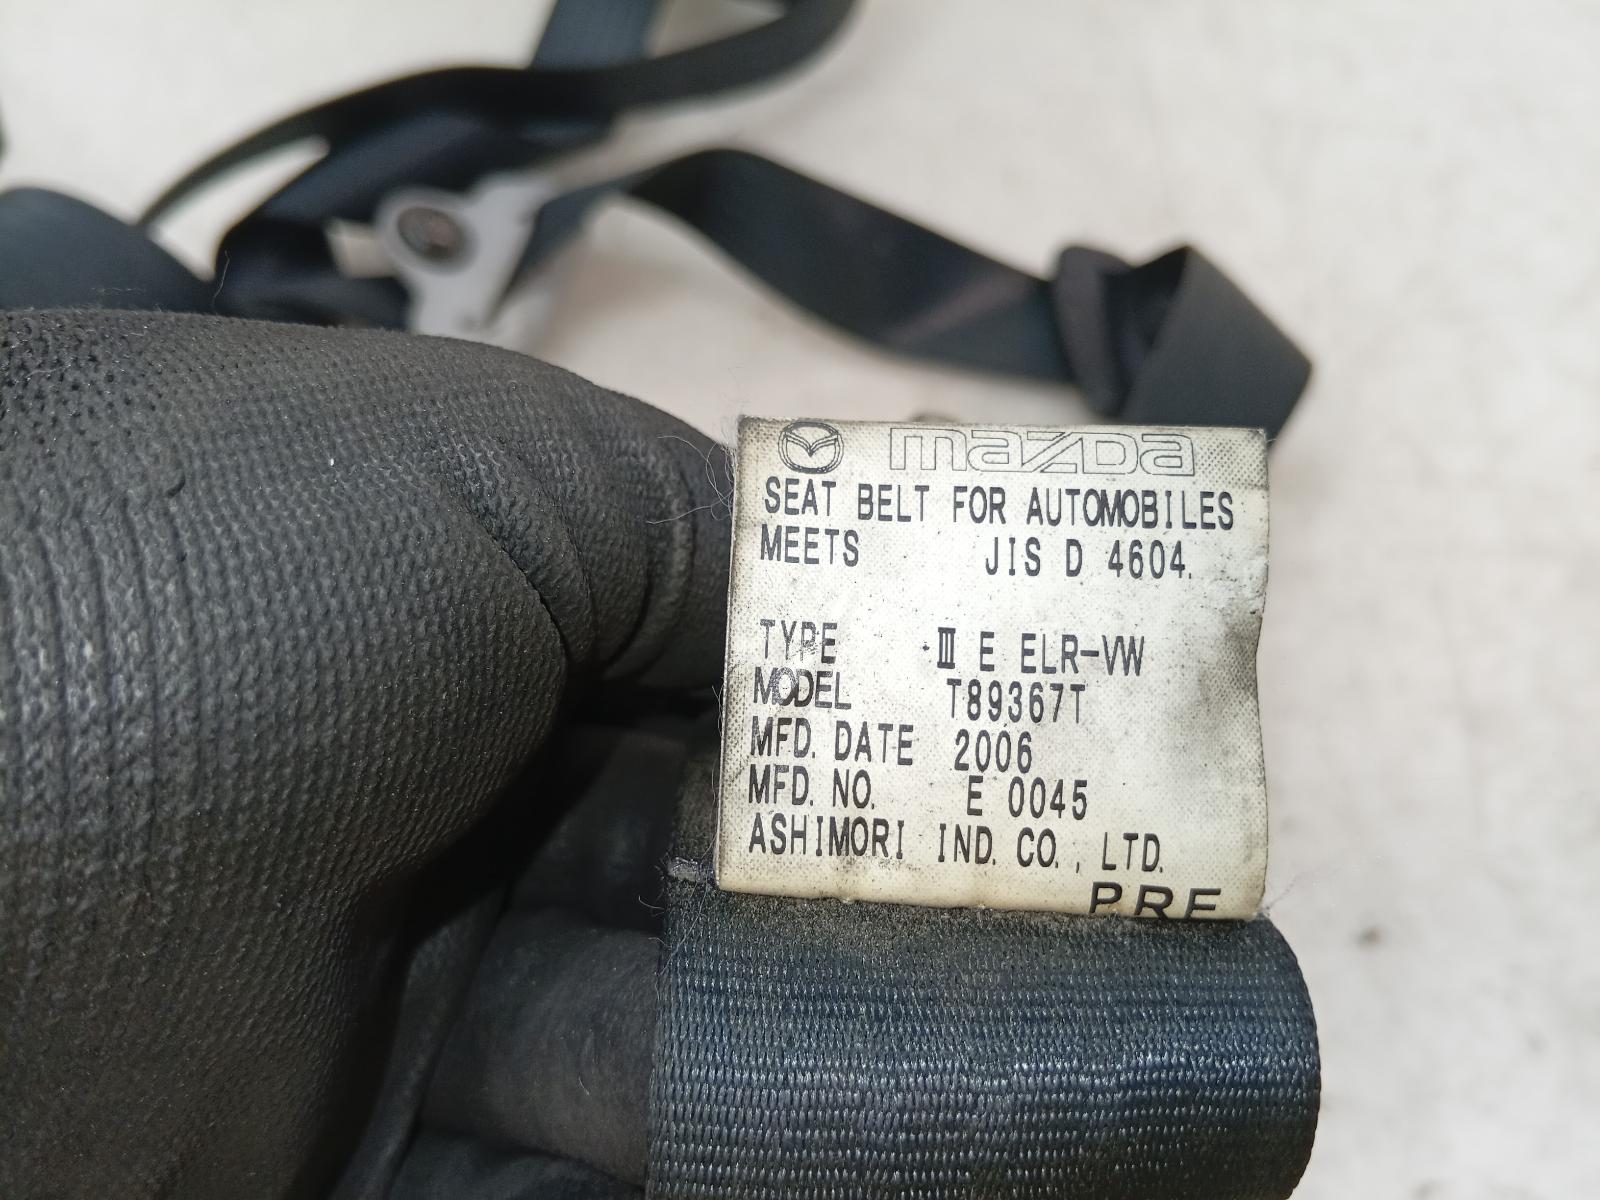 mazda
SEAT BELT FOR AUTOMOBILES
MEETS JIS D 4604.
TYPE III E ELR-VW
MODEL T89367T
MFD. DATE 2006
MFD. NO. E 0045
ASHIMORI IND. CO., LTD.
PRE